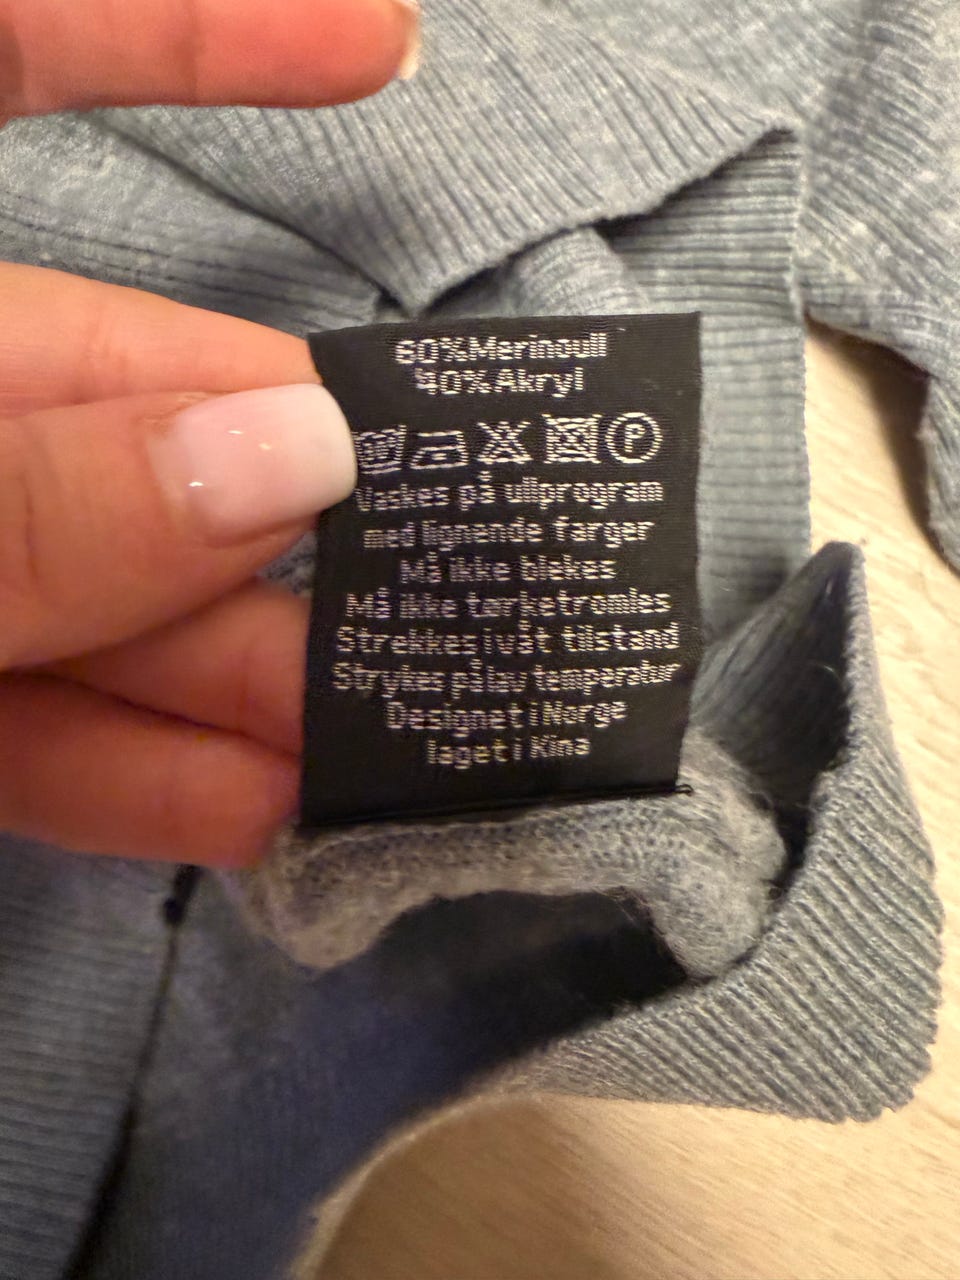 60%Merinoull
40%Akryl
P
Vaskes på ullprogram
med lignende farger
Må ikke blekes
Må ikke tørketromles
Strekkes i våt tilstand
Strykes på lav temperatur
Designet i Norge
laget i Kina